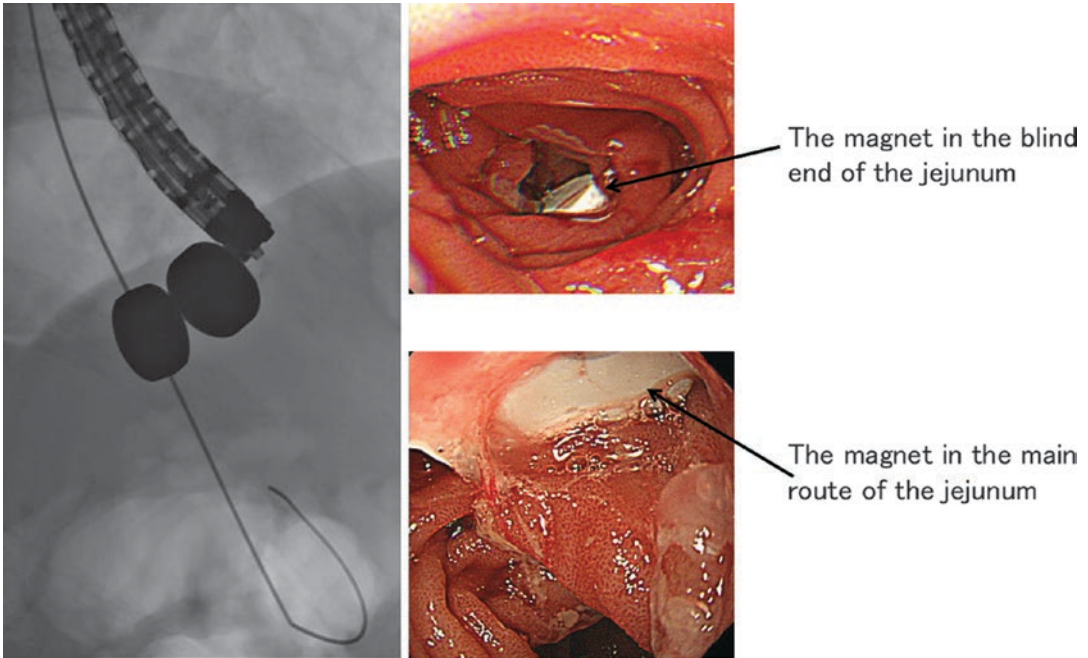 The magnet in the blind
end of the jejunum
The magnet in the main
route of the jejunum